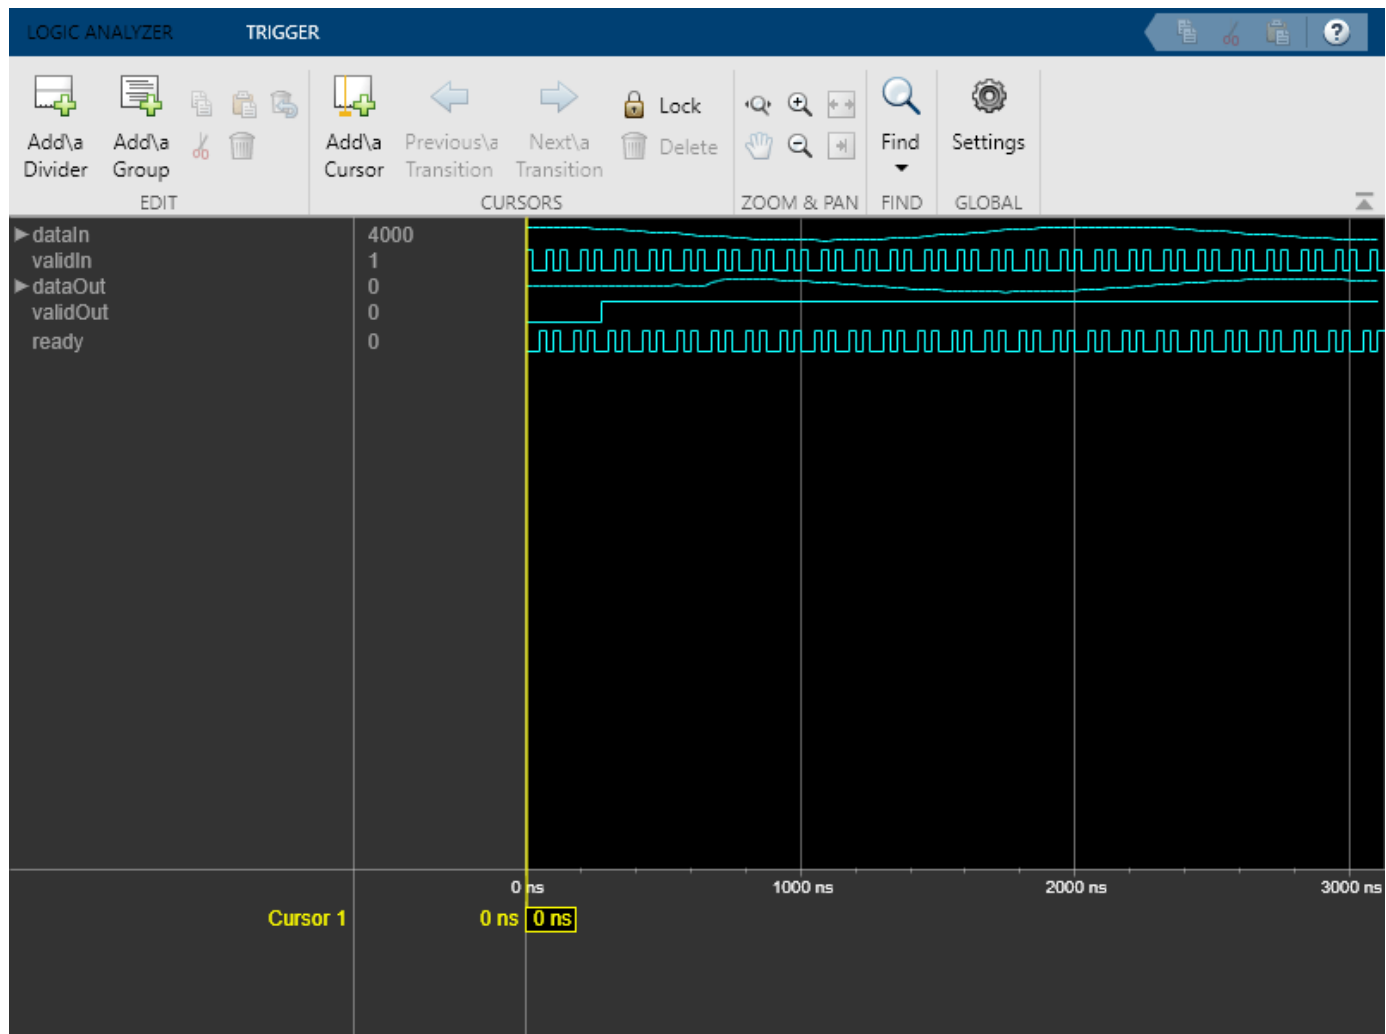 LOGIC ANALYZER TRIGGER ?
Add\a Divider Add\a Group Add\a Cursor Previous\a Transition Next\a Transition Lock Delete Find Settings
EDIT CURSORS ZOOM & PAN FIND GLOBAL
dataIn 4000
validIn 1
dataOut 0
validOut 0
ready 0
0 ns 1000 ns 2000 ns 3000 ns
Cursor 1 0 ns 0 ns